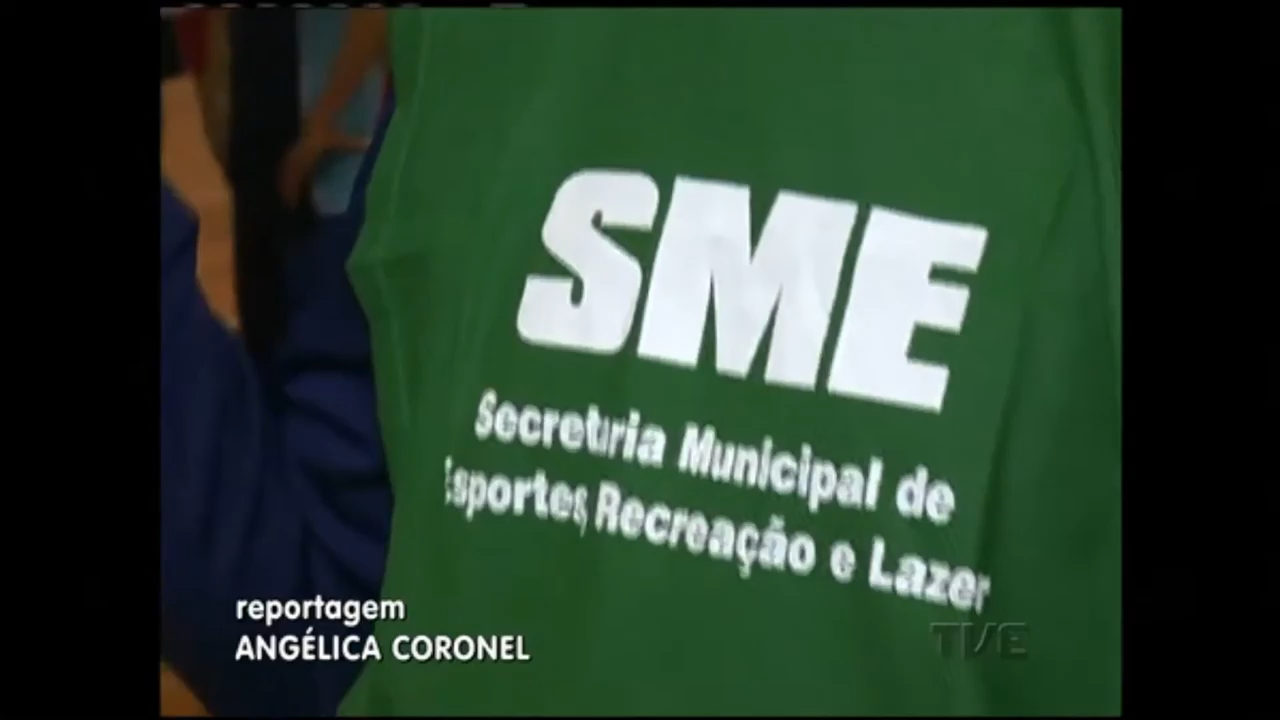 SME
Secretaria Municipal de
Esportes, Recreação e Lazer
reportagem
ANGÉLICA CORONEL
TVE